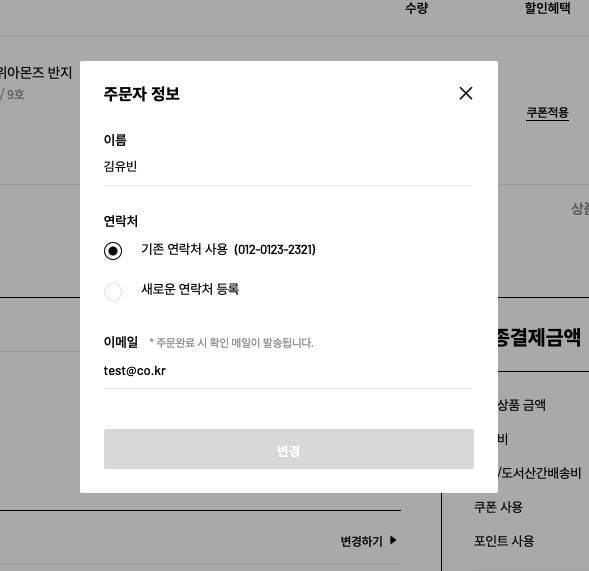 수량 할인혜택
위아몬즈 반지
/ 9호
쿠폰적용
주문자 정보
이름
김유빈
연락처
기존 연락처 사용 (012-0123-2321)
새로운 연락처 등록
이메일 * 주문완료 시 확인 메일이 발송됩니다.
test@co.kr
변경
변경하기
상품
종결제금액
상품 금액
비
/도서산간배송비
쿠폰 사용
포인트 사용